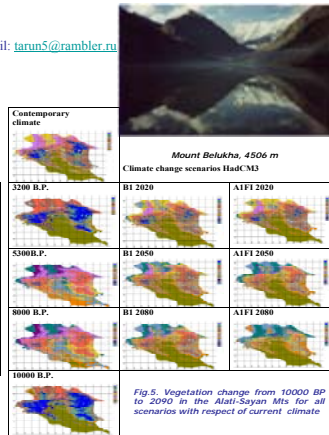 il: tarun5@rambler.ru
Mount Belukha, 4506 m
Contemporary
climate
Climate change scenarios HadCM3
3200 B.P.
B1 2020
A1FI 2020
5300B.P.
B1 2050
A1FI 2050
8000 B.P.
B1 2080
A1FI 2080
10000 B.P.
Fig.5. Vegetation change from 10000 BP
to 2090 in the Alati-Sayan Mts for all
scenarios with respect of current climate